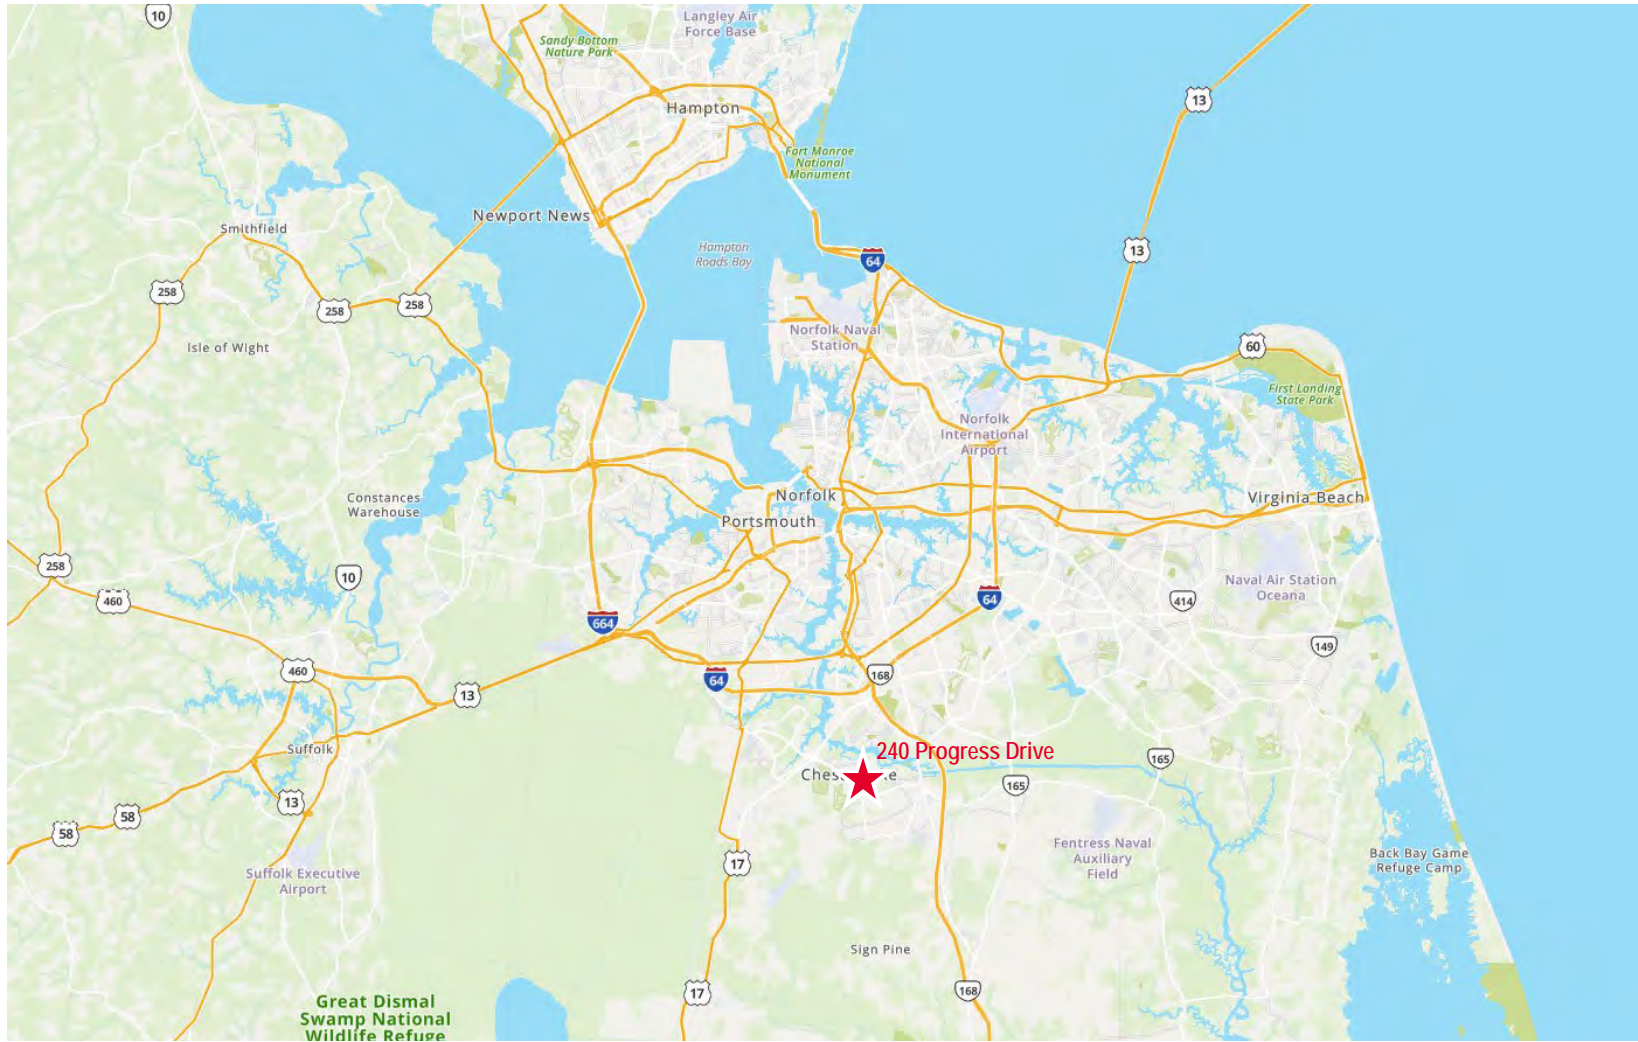 10
Langley Air
Force Base
Sandy Bottom
Nature Park
13
Hampton
Fort Monroe
National
Monument
Newport News
Smithfield
Hampton
Roads Bay
64
13
258
258
258
Norfolk Naval
Station
Isle of Wight
60
First Landing
State Park
Norfolk
International
Airport
Constances
Warehouse
Norfolk
Virginia Beach
Portsmouth
258
10
460
Naval Air Station
Oceana
64
414
664
149
460
168
64
13
Suffolk
240 Progress Drive
165
165
13
58
58
17
Fentress Naval
Auxiliary
Field
Back Bay Game
Refuge Camp
Suffolk Executive
Airport
Sign Pine
17
168
Great Dismal
Swamp National
Wildlife Refuge